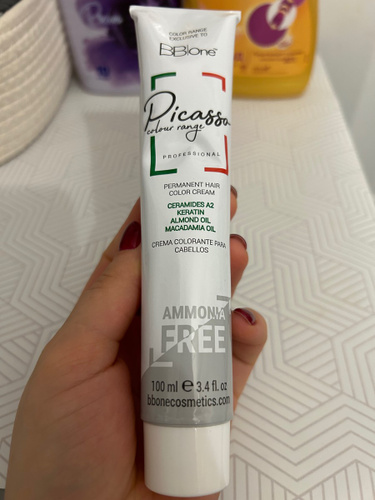 COLOR RANGE
EXCLUSIVE TO
BBone
Picasso
colour range
PROFESSIONAL
PERMANENT HAIR
COLOR CREAM
CERAMIDES A2
KERATIN
ALMOND OIL
MACADAMIA OIL
CREMA COLORANTE PARA
CABELLOS
AMMONIA
FREE
100 ml e 3.4 fl. oz
bbonecosmetics.com